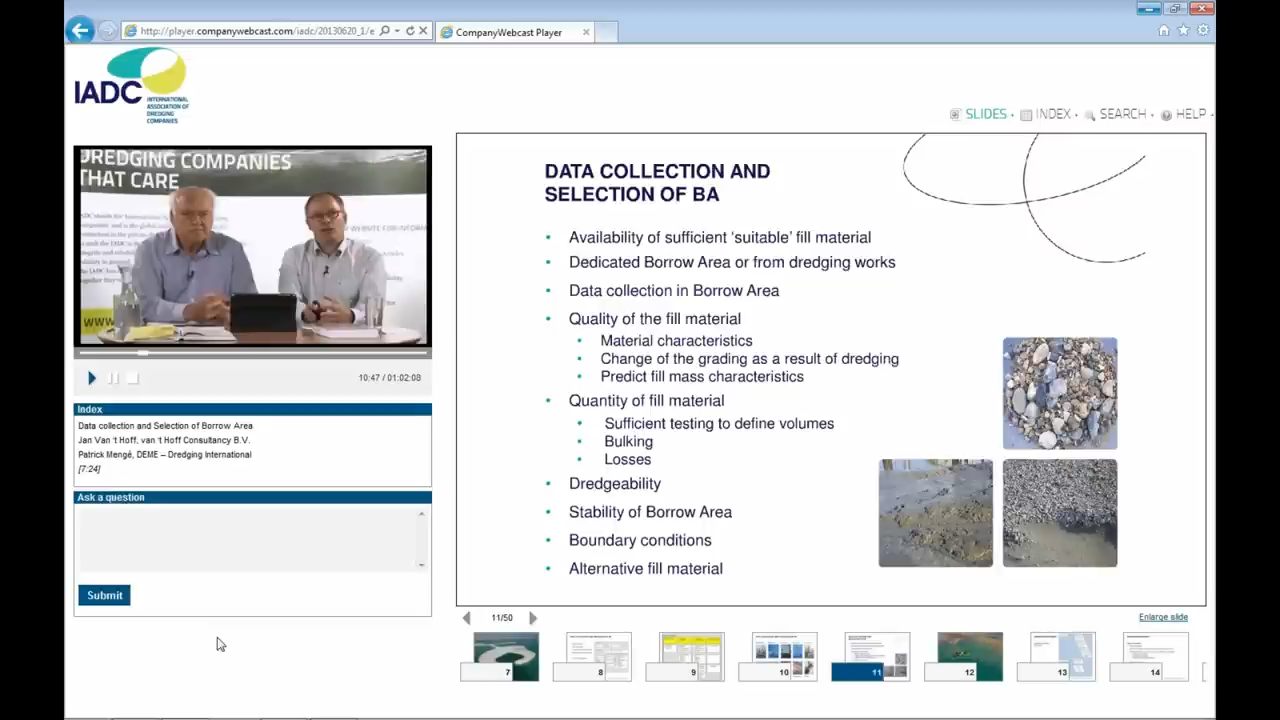 http://player.companywebcast.com/iadc/20130620_1/e
CompanyWebcast Player
IADC
INTERNATIONAL
ASSOCIATION OF
DREDGING
COMPANIES
SLIDES
INDEX
SEARCH
HELP
DREDGING COMPANIES
THAT CARE
WEBSITE FOR INFORM
WWW
10:47 / 01:02:08
Index
Data collection and Selection of Borrow Area
Jan Van 't Hoff, van 't Hoff Consultancy B.V.
Patrick Mengé, DEME – Dredging International
[7:24]
Ask a question
Submit
DATA COLLECTION AND
SELECTION OF BA
• Availability of sufficient ‘suitable’ fill material
• Dedicated Borrow Area or from dredging works
• Data collection in Borrow Area
• Quality of the fill material
• Material characteristics
• Change of the grading as a result of dredging
• Predict fill mass characteristics
• Quantity of fill material
• Sufficient testing to define volumes
• Bulking
• Losses
• Dredgeability
• Stability of Borrow Area
• Boundary conditions
• Alternative fill material
11/50
Enlarge slide
7
8
9
10
11
12
13
14